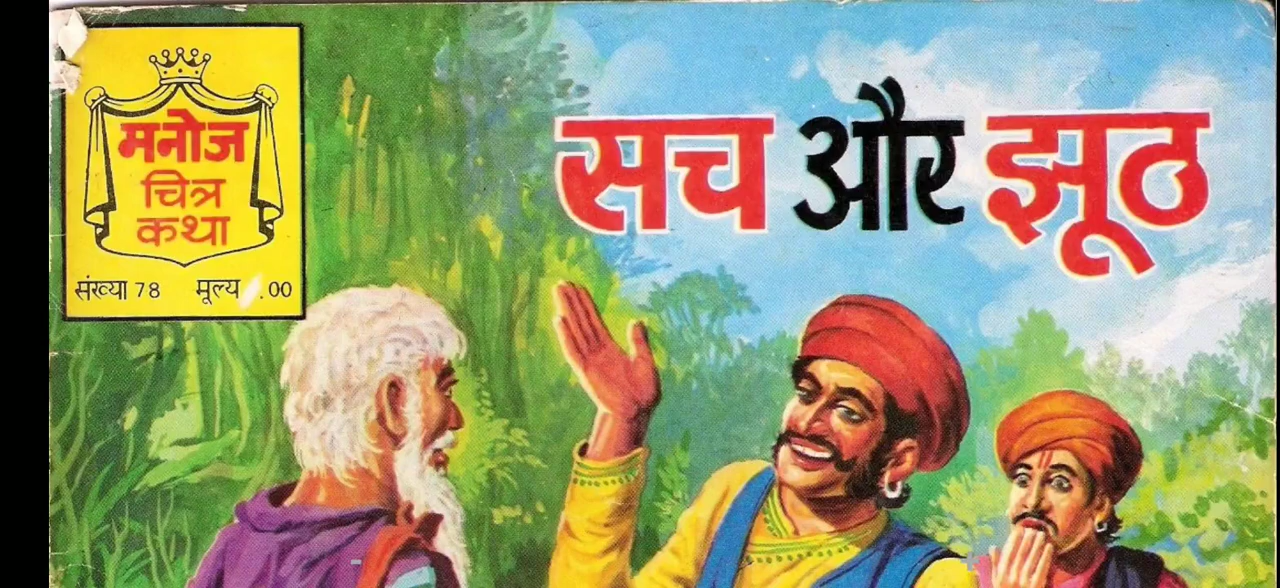 मनोज
चित्र
कथा
संख्या 78 मूल्य .00
सच और झूठ